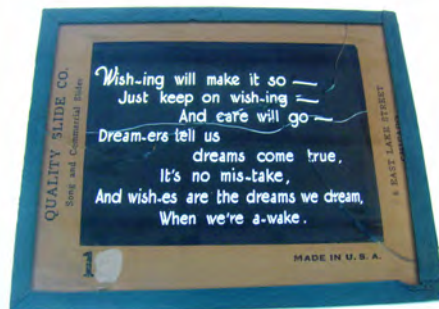 QUALITY SLIDE CO.
Song and Commercial Slides
Wish-ing will make it so —
Just keep on wish-ing —
And care will go —
Dream-ers tell us
dreams come true,
It's no mis-take,
And wish-es are the dreams we dream,
When we're a-wake.
6 EAST LAKE STREET
MADE IN U. S. A.